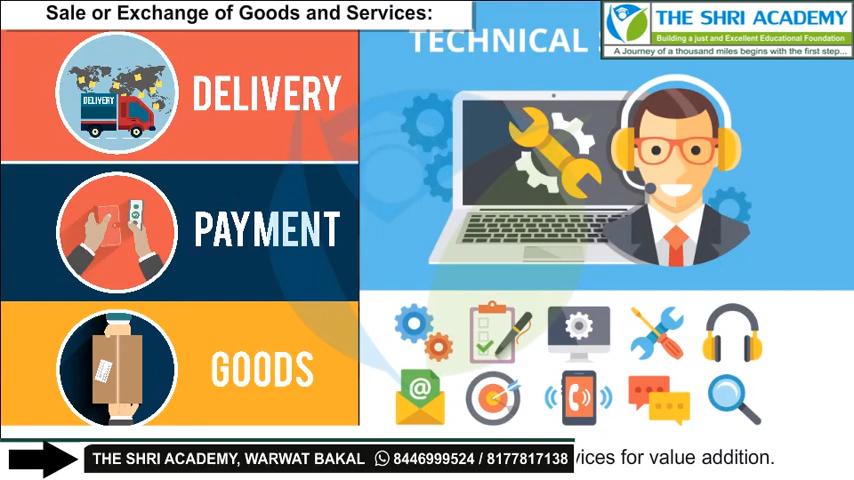 Sale or Exchange of Goods and Services:
THE SHRI ACADEMY
Building a just and Excellent Educational Foundation
A Journey of a thousand miles begins with the first step...
TECHNICAL
DELIVERY
DELIVERY
PAYMENT
GOODS
@
THE SHRI ACADEMY, WARWAT BAKAL 8446999524 / 8177817138
vices for value addition.